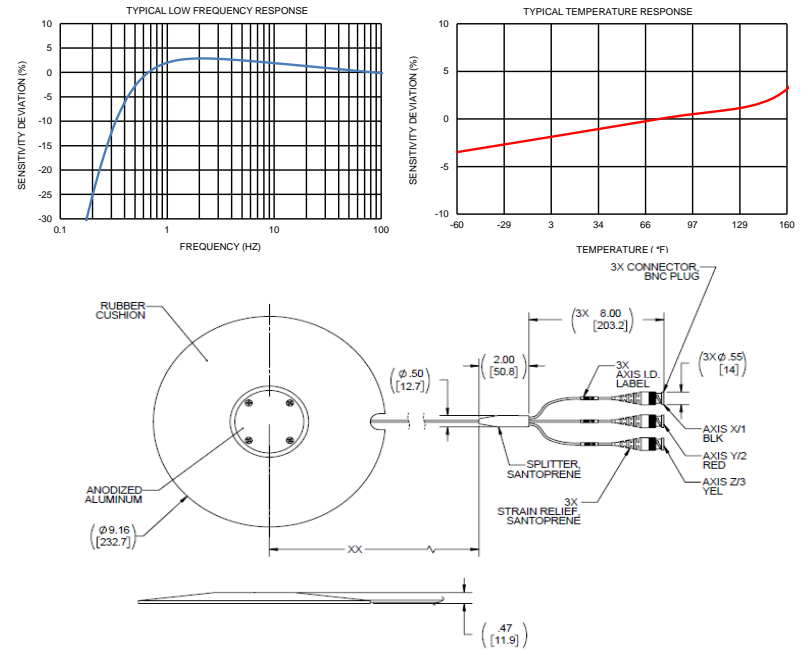 TYPICAL LOW FREQUENCY RESPONSE
10
5
0
-5
-10
-15
-20
-25
-30
0.1
1
10
100
SENSITIVITY DEVIATION (%)
FREQUENCY (HZ)
TYPICAL TEMPERATURE RESPONSE
10
5
0
-5
-10
-60
-29
3
34
66
97
129
160
SENSITIVITY DEVIATION (%)
TEMPERATURE ( °F)
3X CONNECTOR,
BNC PLUG
RUBBER
CUSHION
(3X 8.00
[203.2])
(2.00
[50.8])
(Ø.50
[12.7])
3X
AXIS I.D.
LABEL
(3X Ø.55
[14])
AXIS X/1
BLK
AXIS Y/2
RED
AXIS Z/3
YEL
SPLITTER,
SANTOPRENE
3X
STRAIN RELIEF,
SANTOPRENE
ANODIZED
ALUMINUM
(Ø9.16
[232.7])
XX
(.47
[11.9])